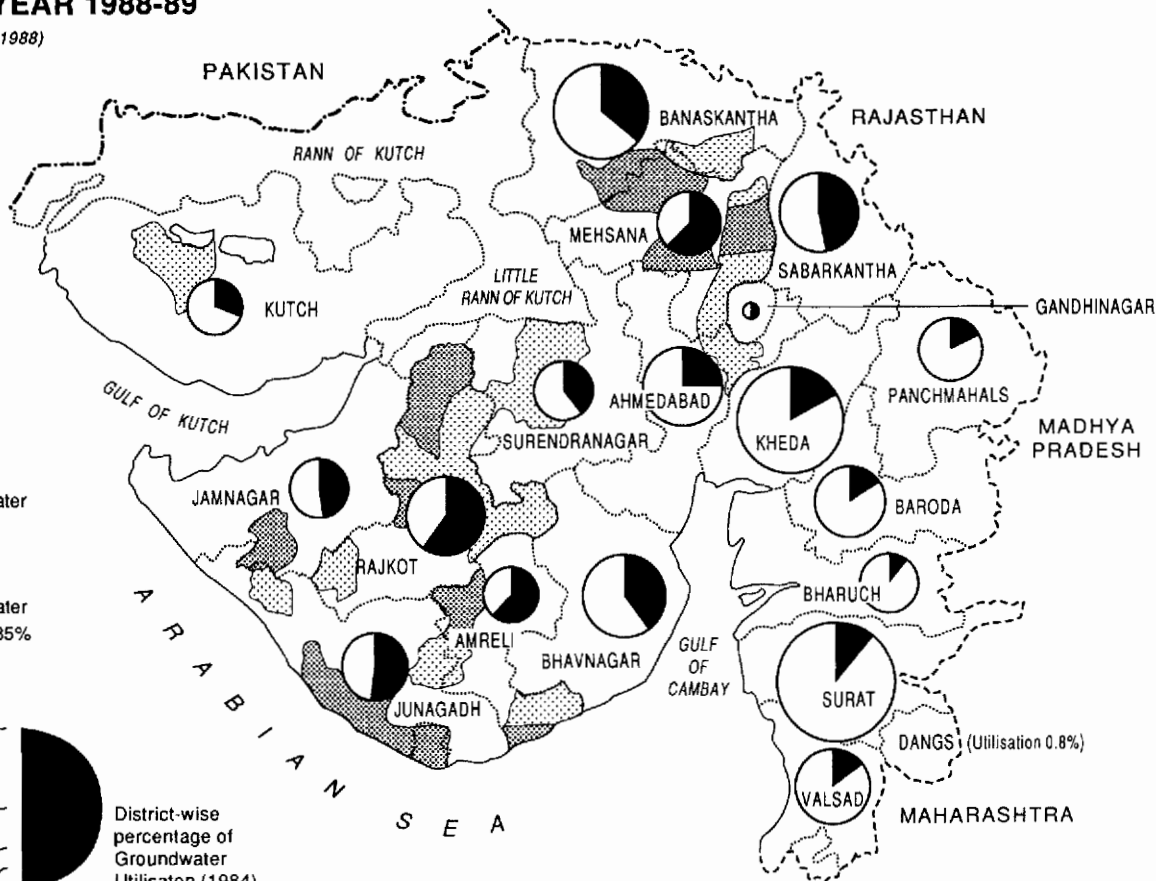 YEAR 1988-89
1988)
PAKISTAN
RANN OF KUTCH
BANASKANTHA
RAJASTHAN
MEHSANA
SABARKANTHA
LITTLE
RANN OF KUTCH
KUTCH
GANDHINAGAR
GULF OF KUTCH
PANCHMAHALS
AHMEDABAD
SURENDRANAGAR
KHEDA
MADHYA
PRADESH
JAMNAGAR
BARODA
RAJKOT
BHARUCH
AMRELI
BHAVNAGAR
GULF
OF
CAMBAY
SURAT
JUNAGADH
DANGS (Utilisation 0.8%)
VALSAD
MAHARASHTRA
ARABIAN SEA
ater
ater
85%
District-wise
percentage of
Groundwater
Utilisaton (1984)